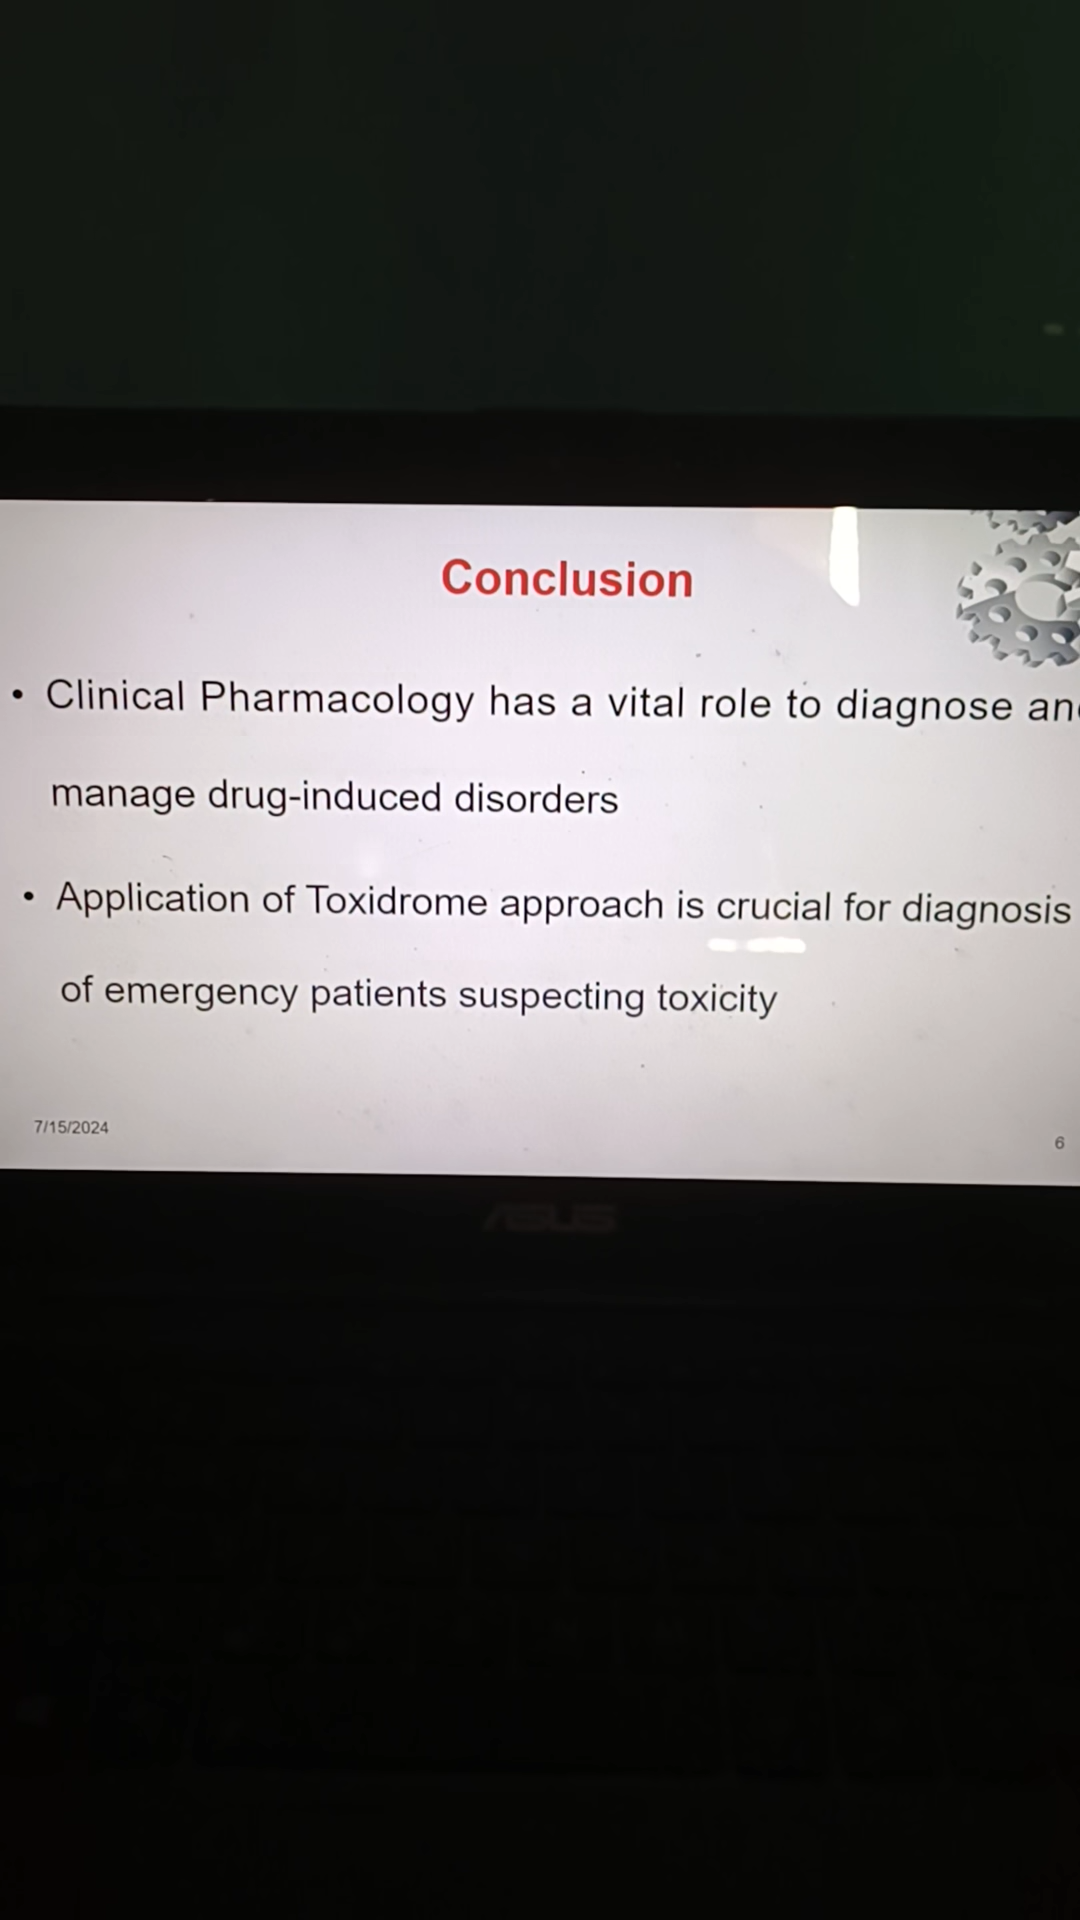 Conclusion
• Clinical Pharmacology has a vital role to diagnose an
manage drug-induced disorders
• Application of Toxidrome approach is crucial for diagnosis
of emergency patients suspecting toxicity
7/15/2024
6
ASUS